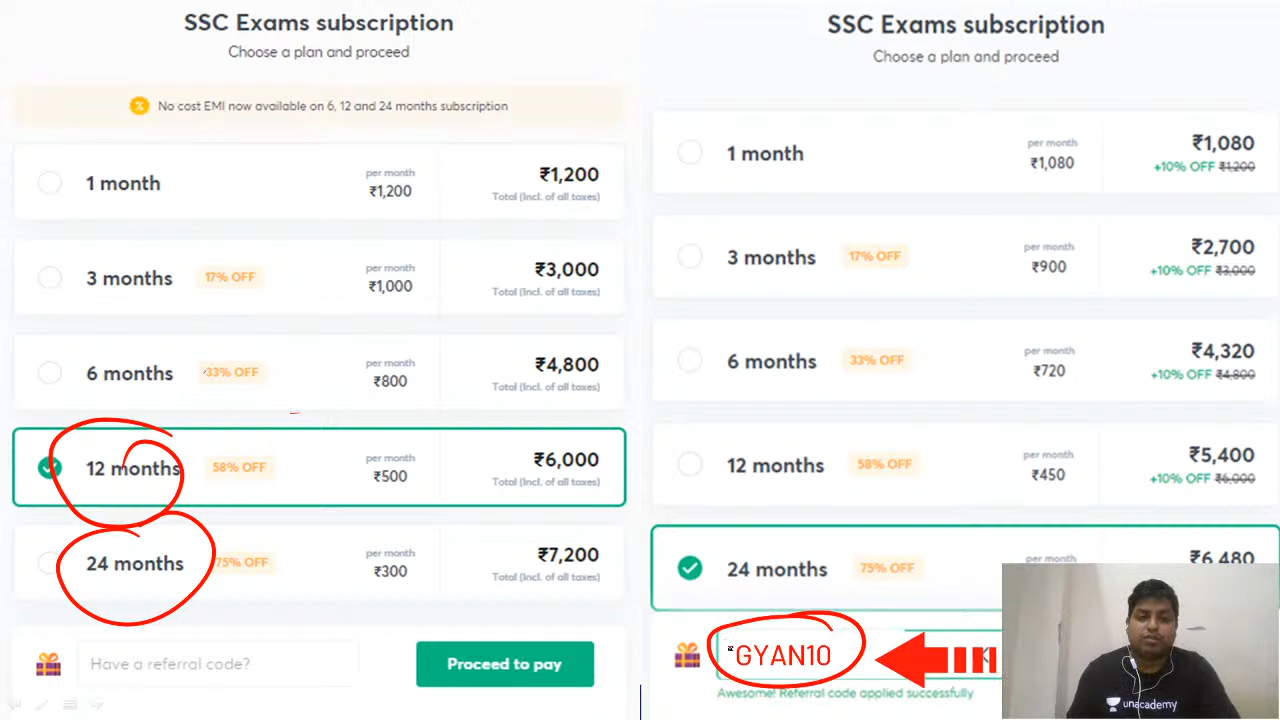 SSC Exams subscription
Choose a plan and proceed
No cost EMI now available on 6, 12 and 24 months subscription
1 month
per month
₹1,200
₹1,200
Total (Incl. of all taxes)
3 months
17% OFF
per month
₹1,000
₹3,000
Total (Incl. of all taxes)
6 months
33% OFF
per month
₹800
₹4,800
Total (Incl. of all taxes)
12 months
58% OFF
per month
₹500
₹6,000
Total (Incl. of all taxes)
24 months
75% OFF
per month
₹300
₹7,200
Total (Incl. of all taxes)
Have a referral code?
Proceed to pay
SSC Exams subscription
Choose a plan and proceed
1 month
per month
₹1,080
₹1,080
+10% OFF ₹1,200
3 months
17% OFF
per month
₹900
₹2,700
+10% OFF ₹3,000
6 months
33% OFF
per month
₹720
₹4,320
+10% OFF ₹4,800
12 months
58% OFF
per month
₹450
₹5,400
+10% OFF ₹6,000
24 months
75% OFF
per month
₹6,480
GYAN10
Awesome! Referral code applied successfully
unacademy